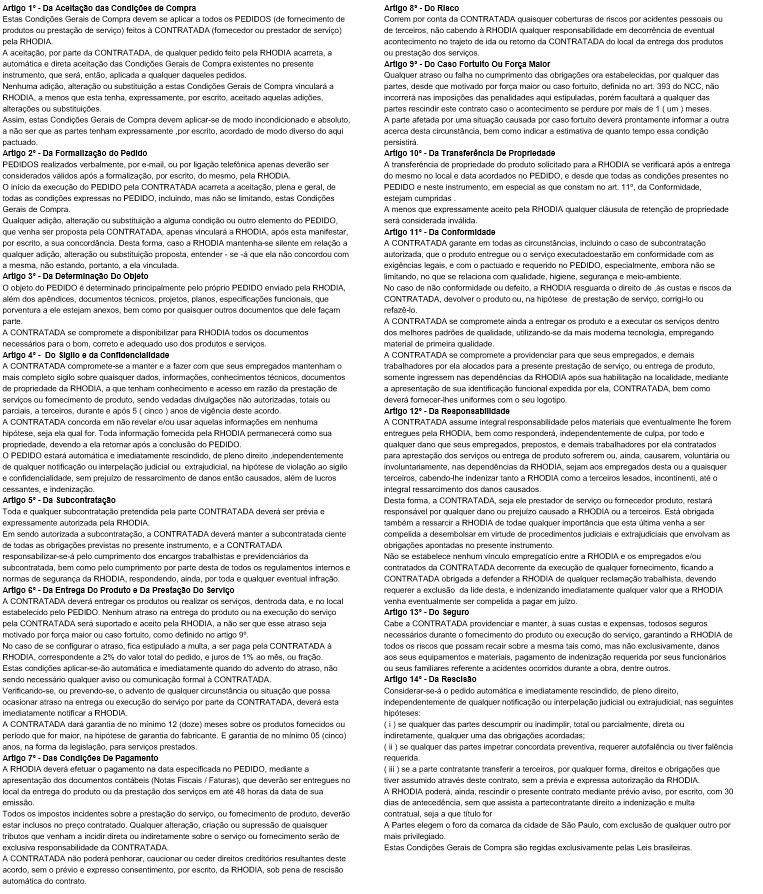 Artigo 1º - Da Aceitação das Condições de Compra
Estas Condições Gerais de Compra devem se aplicar a todos os PEDIDOS (de fornecimento de
produtos ou prestação de serviço) feitos à CONTRATADA (fornecedor ou prestador de serviço)
pela RHODIA.
A aceitação, por parte da CONTRATADA, de qualquer pedido feito pela RHODIA acarreta, a
automática e direta aceitação das Condições Gerais de Compra existentes no presente
instrumento, que será, então, aplicada a qualquer daqueles pedidos.
Nenhuma adição, alteração ou substituição a estas Condições Gerais de Compra vinculará a
RHODIA, a menos que esta tenha, expressamente, por escrito, aceitado aquelas adições,
alterações ou substituições.
Assim, estas Condições Gerais de Compra devem aplicar-se de modo incondicionado e absoluto,
a não ser que as partes tenham expressamente ,por escrito, acordado de modo diverso do aqui
pactuado.
Artigo 2º - Da Formalização do Pedido
PEDIDOS realizados verbalmente, por e-mail, ou por ligação telefônica apenas deverão ser
considerados válidos após a formalização, por escrito, do mesmo, pela RHODIA.
O início da execução do PEDIDO pela CONTRATADA acarreta a aceitação, plena e geral, de
todas as condições expressas no PEDIDO, incluindo, mas não se limitando, estas Condições
Gerais de Compra.
Qualquer adição, alteração ou substituição a alguma condição ou outro elemento do PEDIDO,
que venha ser proposta pela CONTRATADA, apenas vinculará a RHODIA, após esta manifestar,
por escrito, a sua concordância. Desta forma, caso a RHODIA mantenha-se silente em relação a
qualquer adição, alteração ou substituição proposta, entender - se -á que ela não concordou com
a mesma, não estando, portanto, a ela vinculada.
Artigo 3º - Da Determinação Do Objeto
O objeto do PEDIDO é determinado principalmente pelo próprio PEDIDO enviado pela RHODIA,
além dos apêndices, documentos técnicos, projetos, planos, especificações funcionais, que
porventura a ele estejam anexos, bem como por quaisquer outros documentos que dele façam
parte.
A CONTRATADA se compromete a disponibilizar para RHODIA todos os documentos
necessários para o bom, correto e adequado uso dos produtos e serviços.
Artigo 4º - Do Sigilo e da Confidencialidade
A CONTRATADA compromete-se a manter e a fazer com que seus empregados mantenham o
mais completo sigilo sobre quaisquer dados, informações, conhecimentos técnicos, documentos
de propriedade da RHODIA, a que tenham conhecimento e acesso em razão da prestação de
serviços ou fornecimento de produto, sendo vedadas divulgações não autorizadas, totais ou
parciais, a terceiros, durante e após 5 ( cinco ) anos de vigência deste acordo.
A CONTRATADA concorda em não revelar e/ou usar aquelas informações em nenhuma
hipótese, seja ela qual for. Toda informação fornecida pela RHODIA permanecerá como sua
propriedade, devendo a ela retornar após a conclusão do PEDIDO.
O PEDIDO estará automática e imediatamente rescindido, de pleno direito ,independentemente
de qualquer notificação ou interpelação judicial ou extrajudicial, na hipótese de violação ao sigilo
e confidencialidade, sem prejuízo de ressarcimento de danos então causados, além de lucros
cessantes, e indenização.
Artigo 5º - Da Subcontratação
Toda e qualquer subcontratação pretendida pela parte CONTRATADA deverá ser prévia e
expressamente autorizada pela RHODIA.
Em sendo autorizada a subcontratação, a CONTRATADA deverá manter a subcontratada ciente
de todas as obrigações previstas no presente instrumento, e a CONTRATADA
responsabilizar-se-á pelo cumprimento dos encargos trabalhistas e previdenciários da
subcontratada, bem como pelo cumprimento por parte desta de todos os regulamentos internos e
normas de segurança da RHODIA, respondendo, ainda, por toda e qualquer eventual infração.
Artigo 6º - Da Entrega Do Produto e Da Prestação Do Serviço
A CONTRATADA deverá entregar os produtos ou realizar os serviços, dentroda data, e no local
estabelecido pelo PEDIDO. Nenhum atraso na entrega do produto ou na execução do serviço
pela CONTRATADA será suportado e aceito pela RHODIA, a não ser que esse atraso seja
motivado por força maior ou caso fortuito, como definido no artigo 9º.
No caso de se configurar o atraso, fica estipulado a multa, a ser paga pela CONTRATADA à
RHODIA, correspondente a 2% do valor total do pedido, e juros de 1% ao mês, ou fração.
Estas condições aplicar-se-ão automática e imediatamente quando do advento do atraso, não
sendo necessário qualquer aviso ou comunicação formal à CONTRATADA.
Verificando-se, ou prevendo-se, o advento de qualquer circunstância ou situação que possa
ocasionar atraso na entrega ou execução do serviço por parte da CONTRATADA, deverá esta
imediatamente notificar a RHODIA.
A CONTRATADA dará garantia de no mínimo 12 (doze) meses sobre os produtos fornecidos ou
período que for maior, na hipótese de garantia do fabricante. E garantia de no mínimo 05 (cinco)
anos, na forma da legislação, para serviços prestados.
Artigo 7º - Das Condições De Pagamento
A RHODIA deverá efetuar o pagamento na data especificada no PEDIDO, mediante a
apresentação dos documentos contábeis (Notas Fiscais / Faturas), que deverão ser entregues no
local da entrega do produto ou da prestação dos serviços em até 48 horas da data de sua
emissão.
Todos os impostos incidentes sobre a prestação do serviço, ou fornecimento do produto, deverão
estar inclusos no preço contratado. Qualquer alteração, criação ou supressão de quaisquer
tributos que venham a incidir direta ou indiretamente sobre o serviço ou fornecimento serão de
exclusiva responsabilidade da CONTRATADA.
A CONTRATADA não poderá penhorar, caucionar ou ceder direitos creditórios resultantes deste
acordo, sem o prévio e expresso consentimento, por escrito, da RHODIA, sob pena de rescisão
automática do contrato.
Artigo 8º - Do Risco
Correm por conta da CONTRATADA quaisquer coberturas de riscos por acidentes pessoais ou
de terceiros, não cabendo à RHODIA qualquer responsabilidade em decorrência de eventual
acontecimento no trajeto de ida ou retorno da CONTRATADA do local da entrega dos produtos
ou prestação dos serviços.
Artigo 9º - Do Caso Fortuito Ou Força Maior
Qualquer atraso ou falha no cumprimento das obrigações ora estabelecidas, por qualquer das
partes, desde que motivado por força maior ou caso fortuito, definida no art. 393 do NCC, não
incorrerá nas imposições das penalidades aqui estipuladas, porém facultará a qualquer das
partes rescindir este contrato caso o acontecimento se perdure por mais de 1 ( um ) meses.
A parte afetada por uma situação causada por caso fortuito deverá prontamente informar a outra
acerca desta circunstância, bem como indicar a estimativa de quanto tempo essa condição
persistirá.
Artigo 10º - Da Transferência De Propriedade
A transferência de propriedade do produto solicitado para a RHODIA se verificará após a entrega
do mesmo no local e data acordados no PEDIDO, e desde que todas as condições presentes no
PEDIDO e neste instrumento, em especial as que constam no art. 11º, da Conformidade,
estejam cumpridas .
A menos que expressamente aceito pela RHODIA qualquer cláusula de retenção de propriedade
será considerada inválida.
Artigo 11º - Da Conformidade
A CONTRATADA garante em todas as circunstâncias, incluindo o caso de subcontratação
autorizada, que o produto entregue ou o serviço executadoestarão em conformidade com as
exigências legais, e com o pactuado e requerido no PEDIDO, especialmente, embora não se
limitando, no que se relaciona com qualidade, higiene, segurança e meio-ambiente.
No caso de não conformidade ou defeito, a RHODIA resguarda o direito de ,às custas e riscos da
CONTRATADA, devolver o produto ou, na hipótese de prestação de serviço, corrigi-lo ou
refazê-lo.
A CONTRATADA se compromete ainda a entregar os produto e a executar os serviços dentro
dos melhores padrões de qualidade, utilizando-se da mais moderna tecnologia, empregando
material de primeira qualidade.
A CONTRATADA se compromete a providenciar para que seus empregados, e demais
trabalhadores por ela alocados para a presente prestação de serviço, ou entrega de produto,
somente ingressem nas dependências da RHODIA após sua habilitação na localidade, mediante
a apresentação de sua identificação funcional expedida por ela, CONTRATADA, bem como
deverá fornecer-lhes uniformes com o seu logotipo.
Artigo 12º - Da Responsabilidade
A CONTRATADA assume integral responsabilidade pelos materiais que eventualmente lhe forem
entregues pela RHODIA, bem como responderá, independentemente de culpa, por todo e
qualquer dano que seus empregados, prepostos, e demais trabalhadores por ela contratados
para aprestação dos serviços ou entrega de produto sofrerem ou, ainda, causarem, voluntária ou
involuntariamente, nas dependências da RHODIA, sejam aos empregados desta ou a quaisquer
terceiros, cabendo-lhe indenizar tanto a RHODIA como a terceiros lesados, incontinenti, até o
integral ressarcimento dos danos causados.
Desta forma, a CONTRATADA, seja ele prestador de serviço ou fornecedor produto, restará
responsável por qualquer dano ou prejuízo causado a RHODIA ou a terceiros. Está obrigada
também a ressarcir a RHODIA de todae qualquer importância que esta última venha a ser
compelida a desembolsar em virtude de procedimentos judiciais e extrajudiciais que envolvam as
obrigações apontadas no presente instrumento.
Não se estabelece nenhum vínculo empregatício entre a RHODIA e os empregados e/ou
contratados da CONTRATADA decorrente da execução de qualquer fornecimento, ficando a
CONTRATADA obrigada a defender a RHODIA de qualquer reclamação trabalhista, devendo
requerer a exclusão da lide desta, e indenizando imediatamente qualquer valor que a RHODIA
venha eventualmente ser compelida a pagar em juízo.
Artigo 13º - Do Seguro
Cabe a CONTRATADA providenciar e manter, à suas custas e expensas, todosos seguros
necessários durante o fornecimento do produto ou execução do serviço, garantindo a RHODIA de
todos os riscos que possam recair sobre a mesma tais como, mas não exclusivamente, danos
aos seus equipamentos e materiais, pagamento de indenização requerida por seus funcionários
ou seus familiares referente a acidentes ocorridos durante a obra, dentre outros.
Artigo 14º - Da Rescisão
Considerar-se-á o pedido automática e imediatamente rescindido, de pleno direito,
independentemente de qualquer notificação ou interpelação judicial ou extrajudicial, nas seguintes
hipóteses:
( i ) se qualquer das partes descumprir ou inadimplir, total ou parcialmente, direta ou
indiretamente, qualquer uma das obrigações acordadas;
( ii ) se qualquer das partes impetrar concordata preventiva, requerer autofalência ou tiver falência
requerida.
( iii ) se a parte contratante transferir a terceiros, por qualquer forma, direitos e obrigações que
tiver assumido através deste contrato, sem a prévia e expressa autorização da RHODIA.
A RHODIA poderá, ainda, rescindir o presente contrato mediante prévio aviso, por escrito, com 30
dias de antecedência, sem que assista a partecontratante direito a indenização e multa
contratual, seja a que título for
A Partes elegem o foro da comarca da cidade de São Paulo, com exclusão de qualquer outro por
mais privilegiado.
Estas Condições Gerais de Compra são regidas exclusivamente pelas Leis brasileiras.